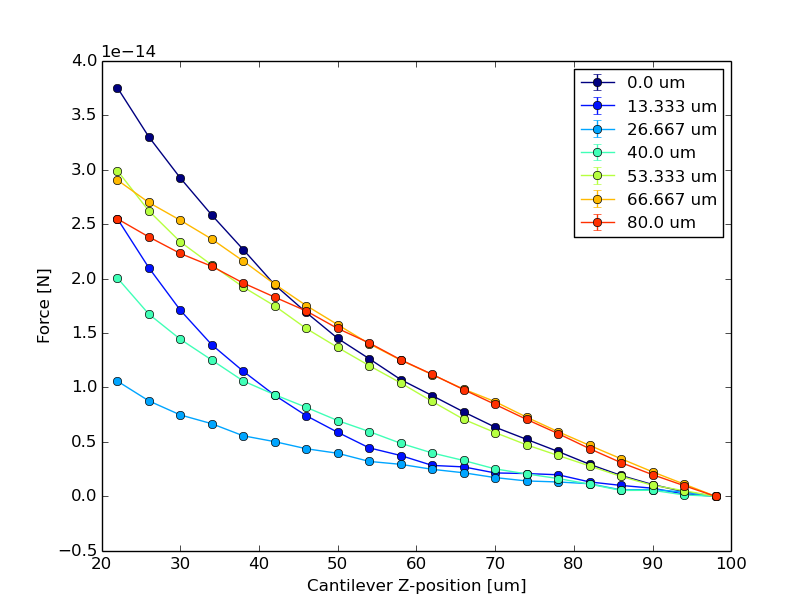 1e−14
4.0
3.5
3.0
2.5
2.0
1.5
1.0
0.5
0.0
−0.5
Force [N]
0.0 um
13.333 um
26.667 um
40.0 um
53.333 um
66.667 um
80.0 um
20 30 40 50 60 70 80 90 100
Cantilever Z-position [um]